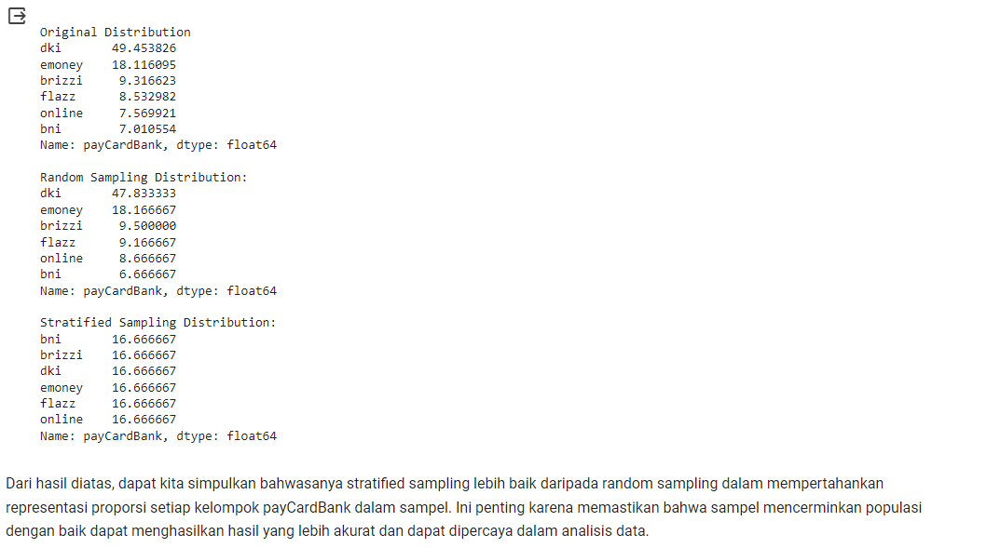 Original Distribution
dki       49.453826
emoney    18.116095
brizzi     9.316623
flazz      8.532982
online     7.569921
bni        7.010554
Name: payCardBank, dtype: float64
Random Sampling Distribution:
dki       47.833333
emoney    18.166667
brizzi     9.500000
flazz      9.166667
online     8.666667
bni        6.666667
Name: payCardBank, dtype: float64
Stratified Sampling Distribution:
bni       16.666667
brizzi    16.666667
dki       16.666667
emoney    16.666667
flazz     16.666667
online    16.666667
Name: payCardBank, dtype: float64
Dari hasil diatas, dapat kita simpulkan bahwasanya stratified sampling lebih baik daripada random sampling dalam mempertahankan
representasi proporsi setiap kelompok payCardBank dalam sampel. Ini penting karena memastikan bahwa sampel mencerminkan populasi
dengan baik dapat menghasilkan hasil yang lebih akurat dan dapat dipercaya dalam analisis data.